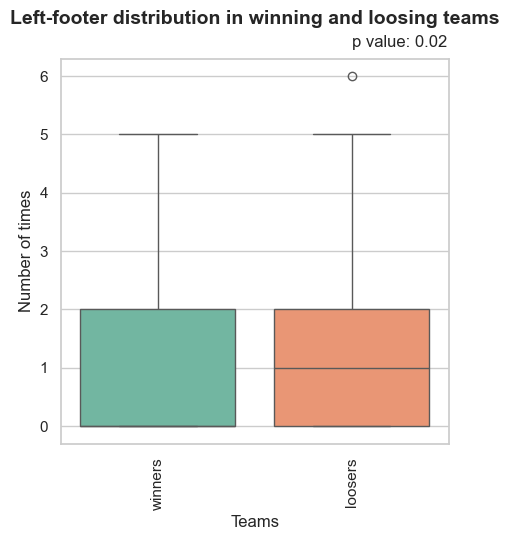 Left-footer distribution in winning and loosing teams
p value: 0.02
6
5
4
3
2
1
0
Number of times
winners
loosers
Teams